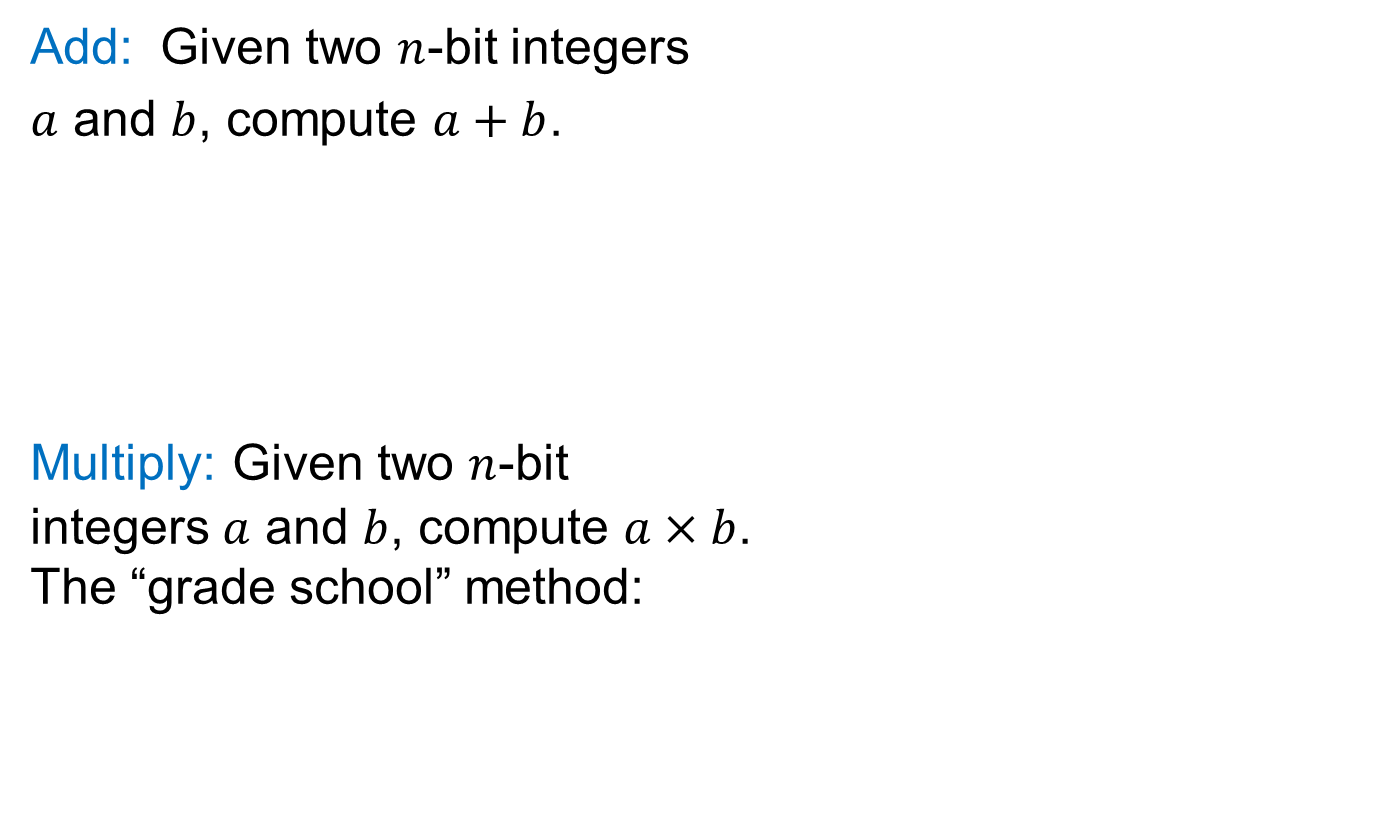 Add: Given two 𝑛-bit integers
𝑎 and 𝑏, compute 𝑎 + 𝑏.
Multiply: Given two 𝑛-bit
integers 𝑎 and 𝑏, compute 𝑎 × 𝑏.
The “grade school” method: